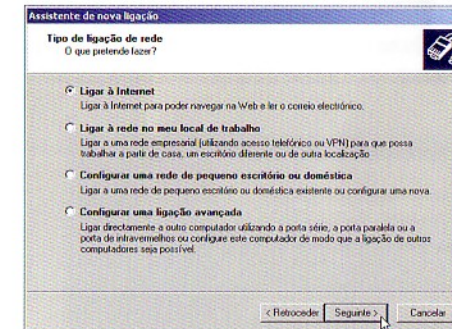 Assistente de nova ligação
Tipo de ligação de rede
O que pretende fazer?
Ligar à Internet
Ligar à Internet para poder navegar na Web e ler o correio electrónico.
Ligar à rede no meu local de trabalho
Ligar a uma rede empresarial (utilizando acesso telefónico ou VPN) para que possa
trabalhar a partir de casa, um escritório diferente ou de outra localização
Configurar uma rede de pequeno escritório ou doméstica
Ligar a uma rede de pequeno escritório ou doméstica existente ou configurar uma nova.
Configurar uma ligação avançada
Ligar directamente a outro computador utilizando a porta série, a porta paralela ou a
porta de infravermelhos ou configure este computador de modo que a ligação de outros
computadores seja possível.
< Retroceder Seguinte > Cancelar